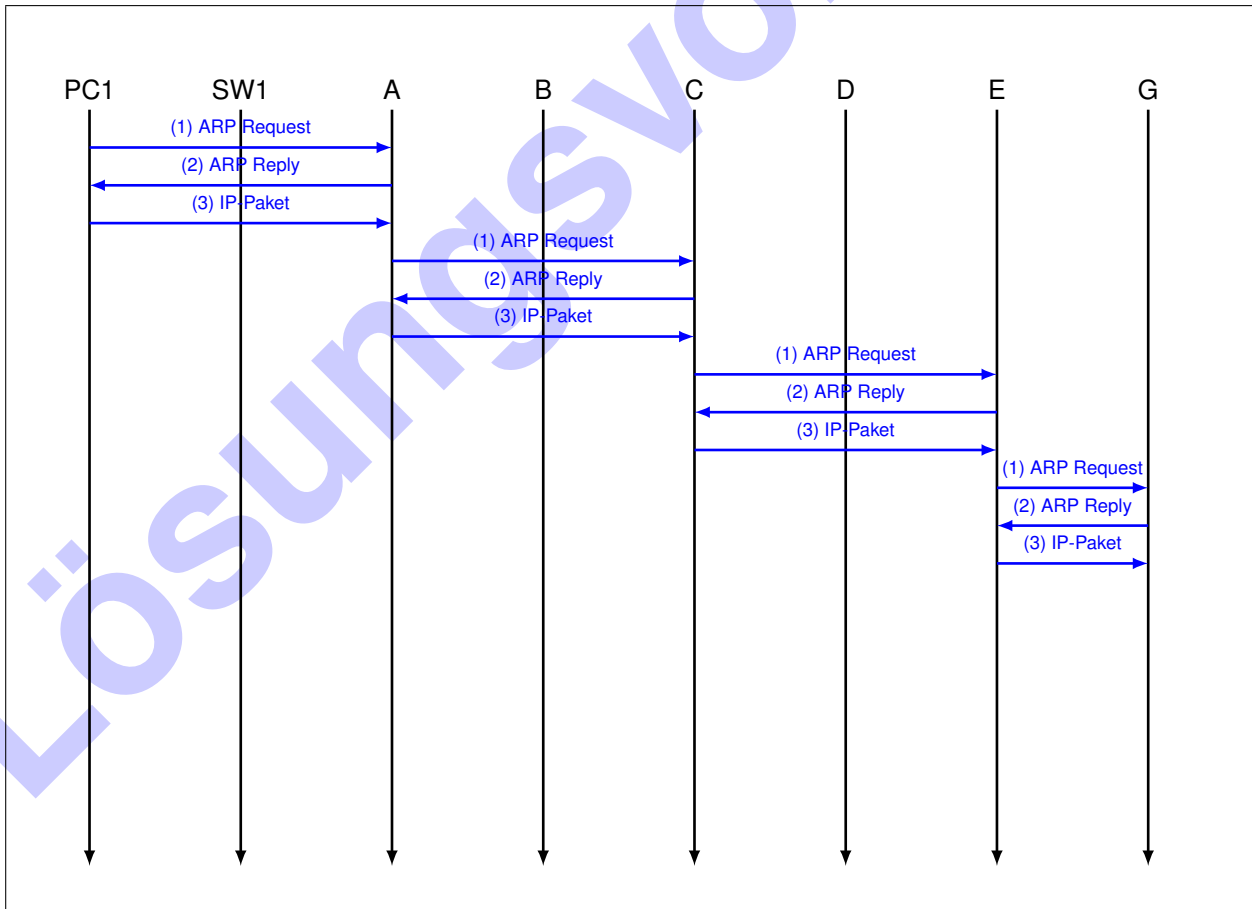 PC1 SW1 A B C D E G
(1) ARP Request
(2) ARP Reply
(3) IP-Paket
(1) ARP Request
(2) ARP Reply
(3) IP-Paket
(1) ARP Request
(2) ARP Reply
(3) IP-Paket
(1) ARP Request
(2) ARP Reply
(3) IP-Paket